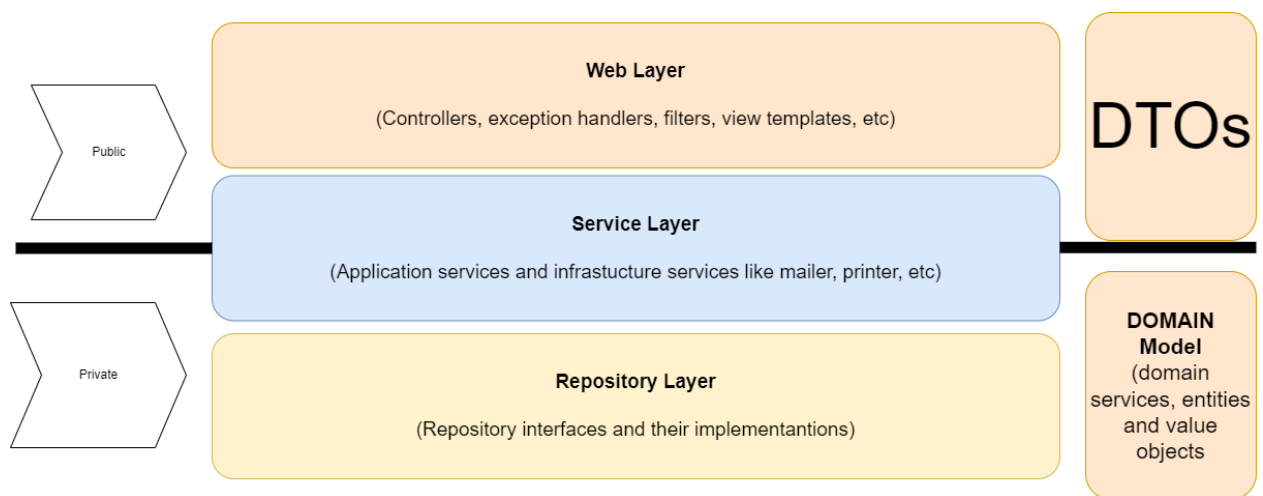 Web Layer
(Controllers, exception handlers, filters, view templates, etc)
DTOs
Public
Service Layer
(Application services and infrastucture services like mailer, printer, etc)
Private
Repository Layer
(Repository interfaces and their implementantions)
DOMAIN
Model
(domain
services, entities
and value
objects